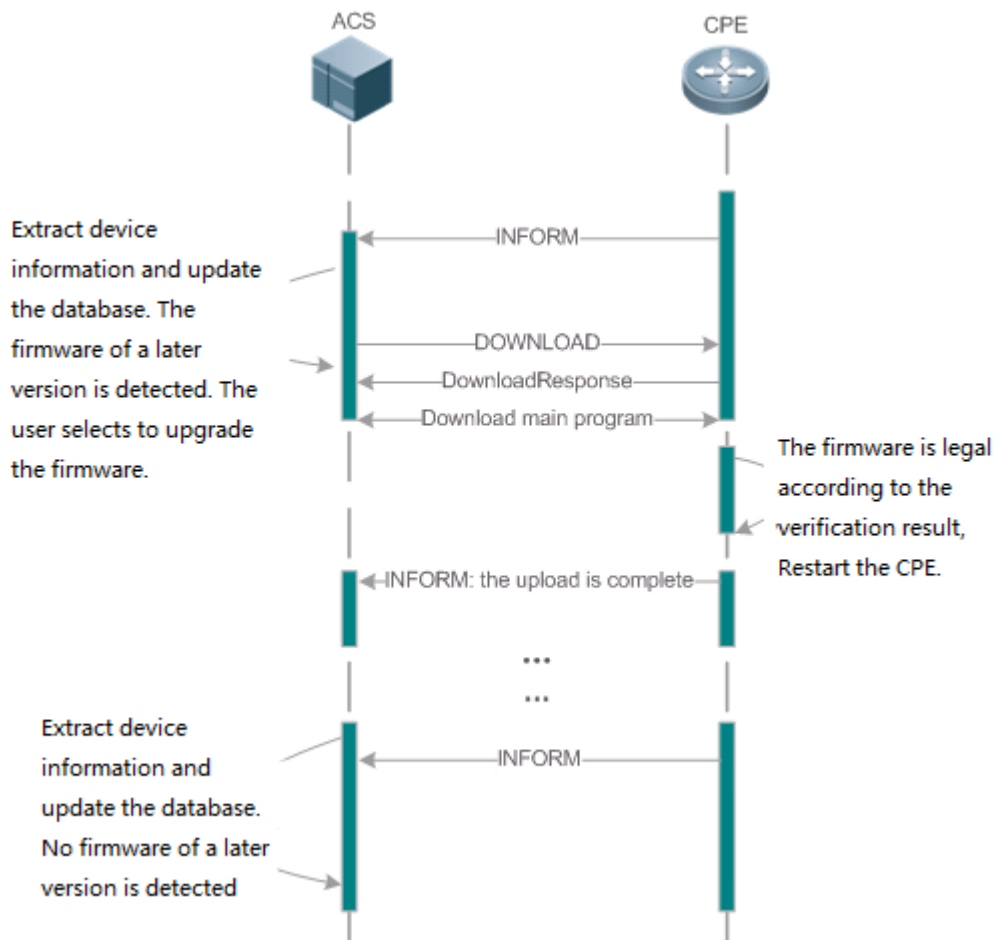 ACS
CPE
INFORM
Extract device
information and update
the database. The
firmware of a later
version is detected. The
user selects to upgrade
the firmware.
DOWNLOAD
DownloadResponse
Download main program
The firmware is legal
according to the
verification result,
Restart the CPE.
INFORM: the upload is complete
...
...
Extract device
information and
update the database.
No firmware of a later
version is detected
INFORM